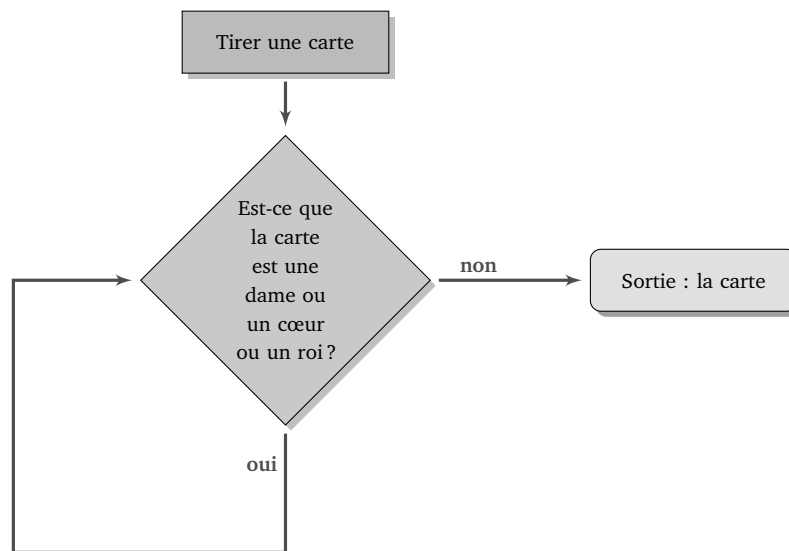 Tirer une carte
Est-ce que
la carte
est une
dame ou
un cœur
ou un roi ?
non
Sortie : la carte
oui